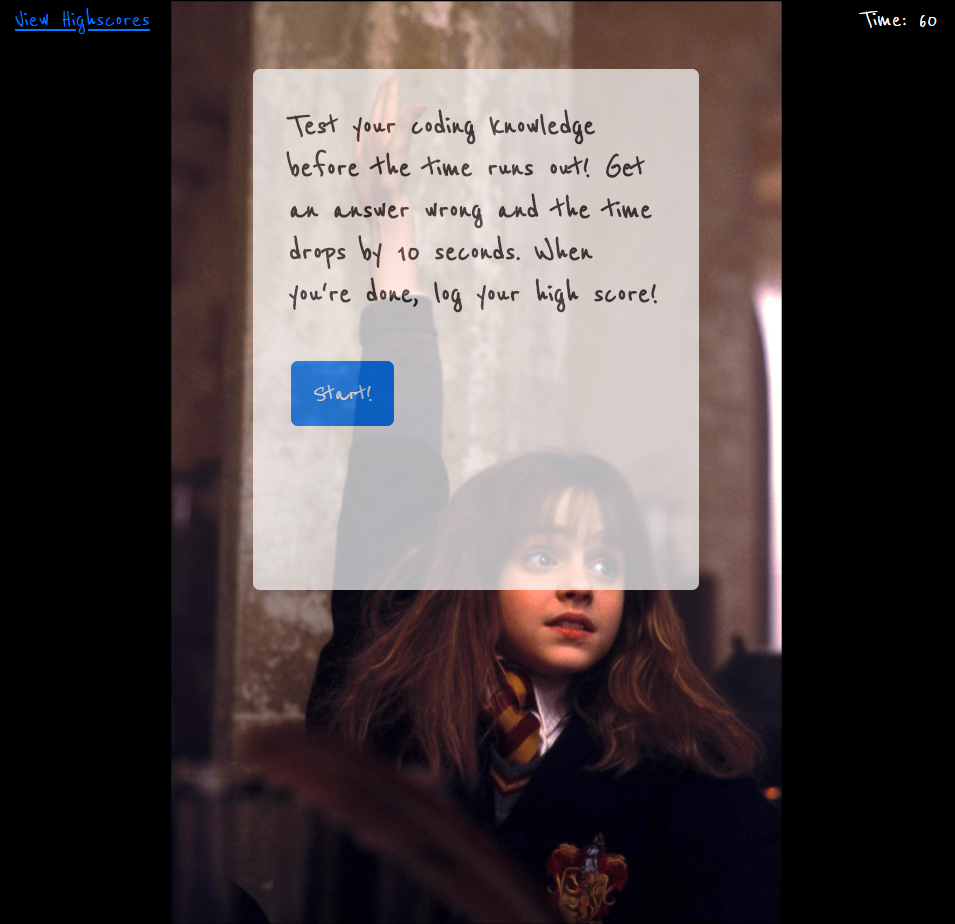 View Highscores
Time: 60
Test your coding knowledge
before the time runs out! Get
an answer wrong and the time
drops by 10 seconds. When
you're done, log your high score!
Start!